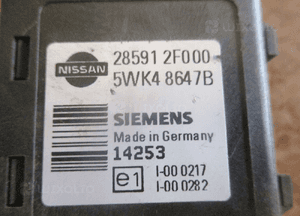 NISSAN
28591 2F000
5WK4 8647B
SIEMENS
Made in Germany
14253
e1
I-00 0217
I-00 0282